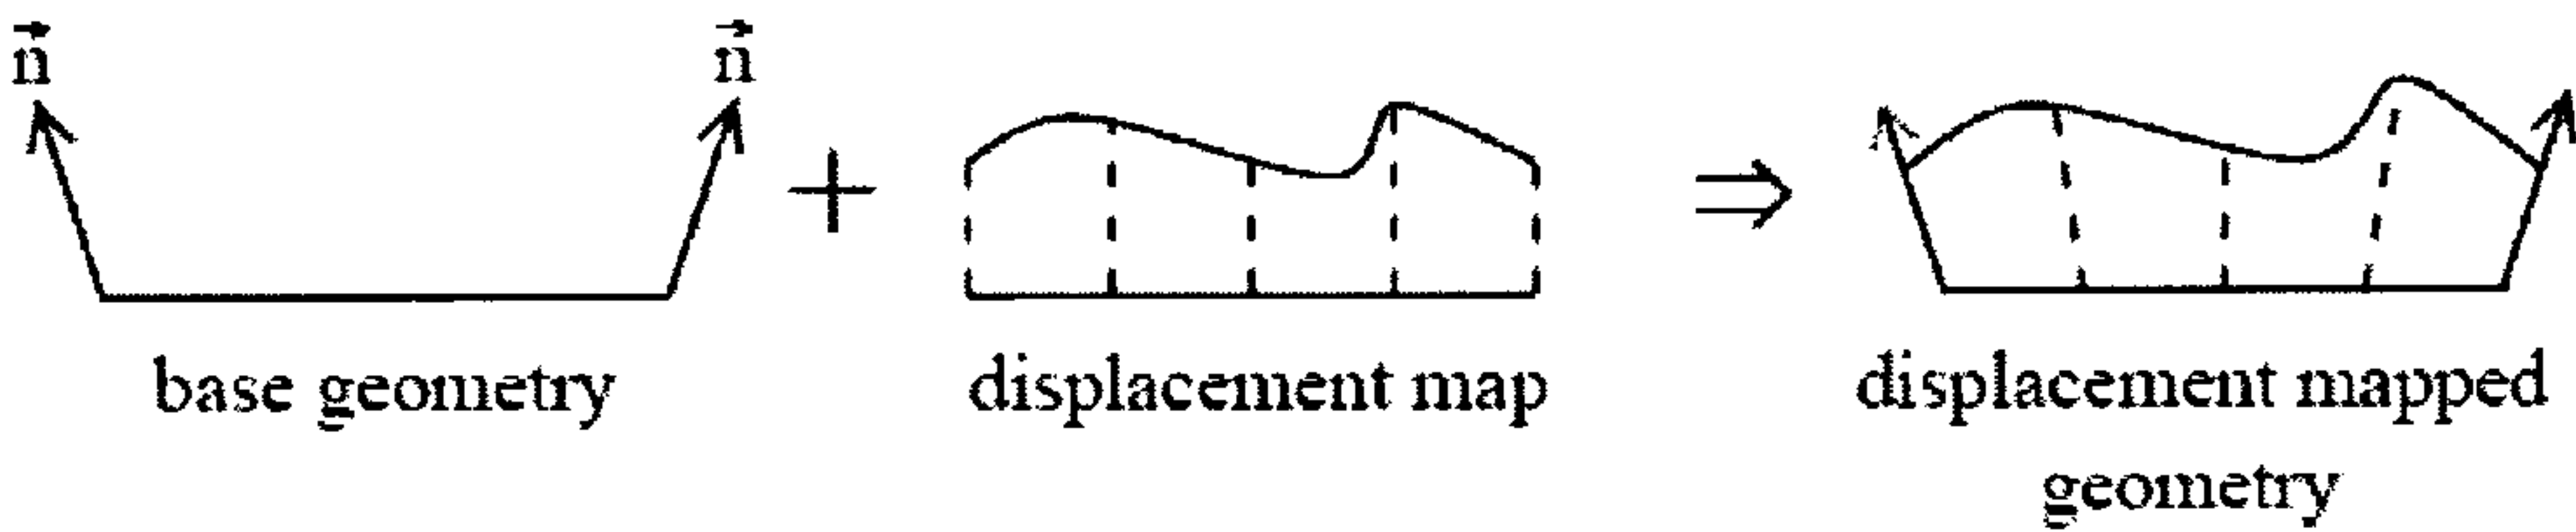 n⃗ n⃗
+ ⇒
base geometry displacement map displacement mapped
geometry